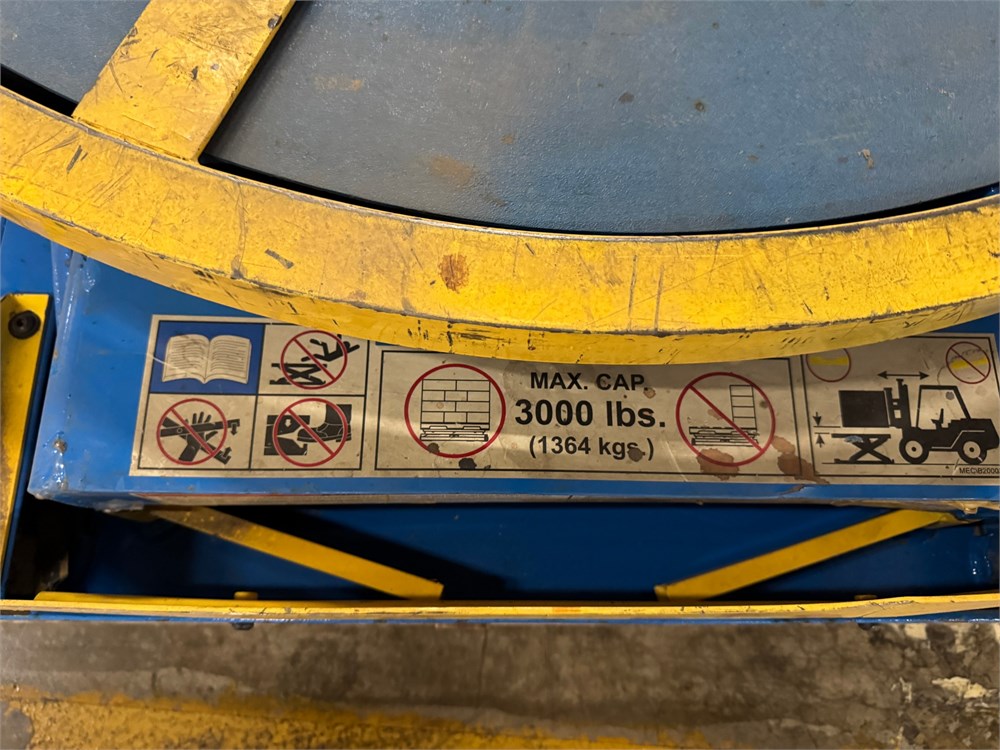 MAX. CAP.
3000 lbs.
(1364 kgs.)